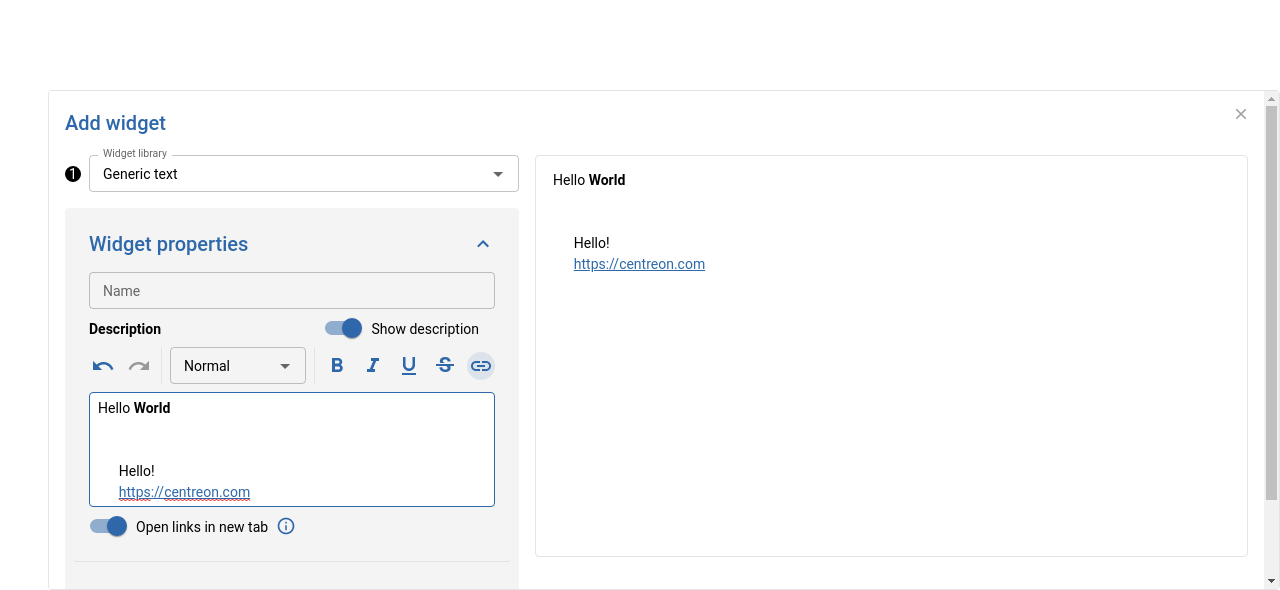 Add widget
Widget library
1
Generic text
Widget properties
Name
Description
Show description
Normal
B I U S
Hello World
Hello!
https://centreon.com
Open links in new tab
Hello World
Hello!
https://centreon.com